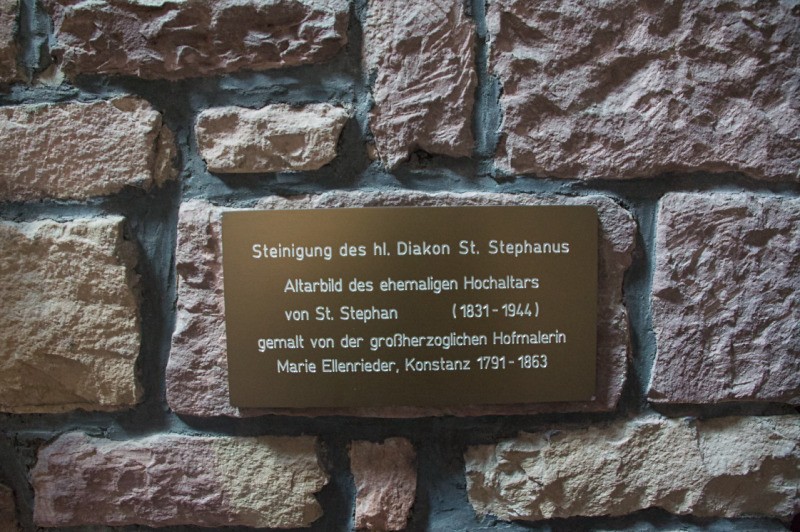 Steinigung des hl. Diakon St. Stephanus
Altarbild des ehemaligen Hochaltars
von St. Stephan (1831-1944)
gemalt von der großherzoglichen Hofmalerin
Marie Ellenrieder, Konstanz 1791-1863